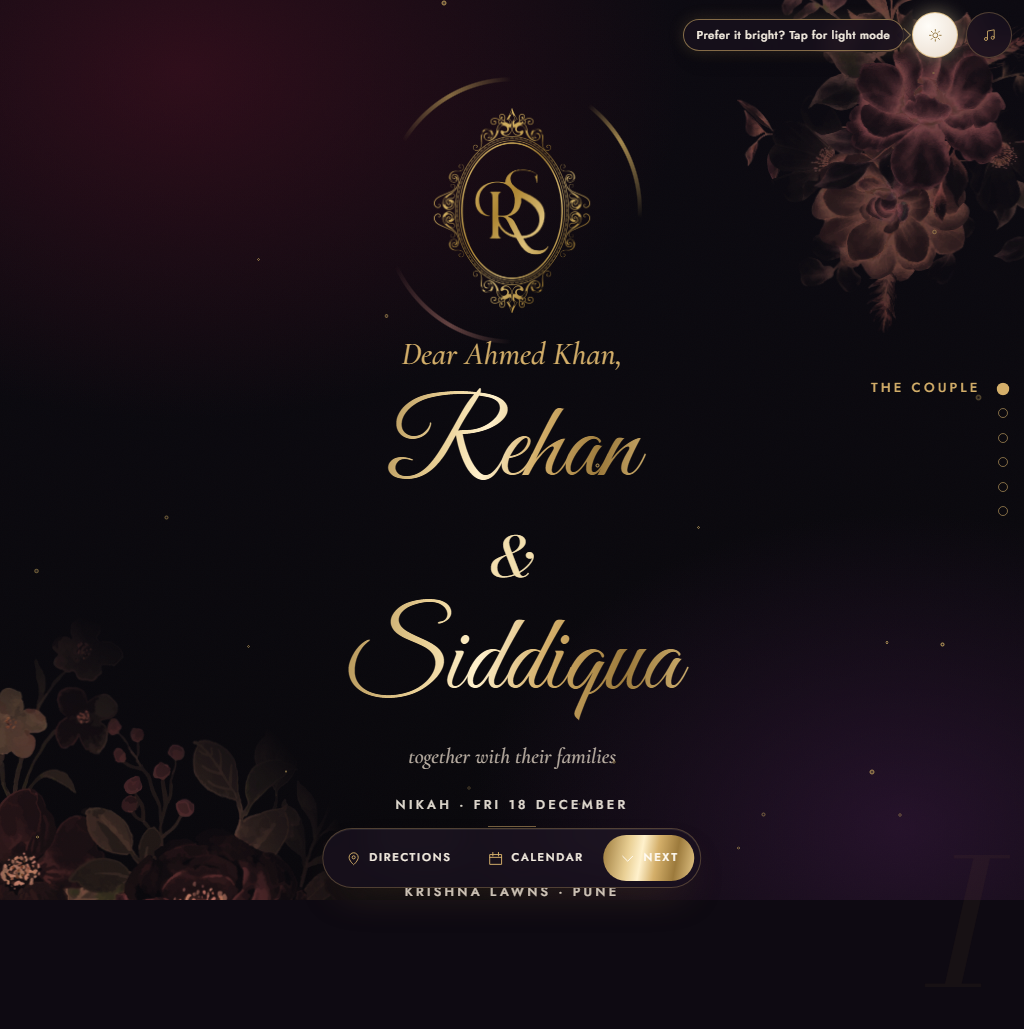 Prefer it bright? Tap for light mode
RS
Dear Ahmed Khan,
THE COUPLE
Rehan
&
Siddiqua
together with their families
NIKAH · FRI 18 DECEMBER
DIRECTIONS
CALENDAR
NEXT
KRISHNA LAWNS · PUNE
I